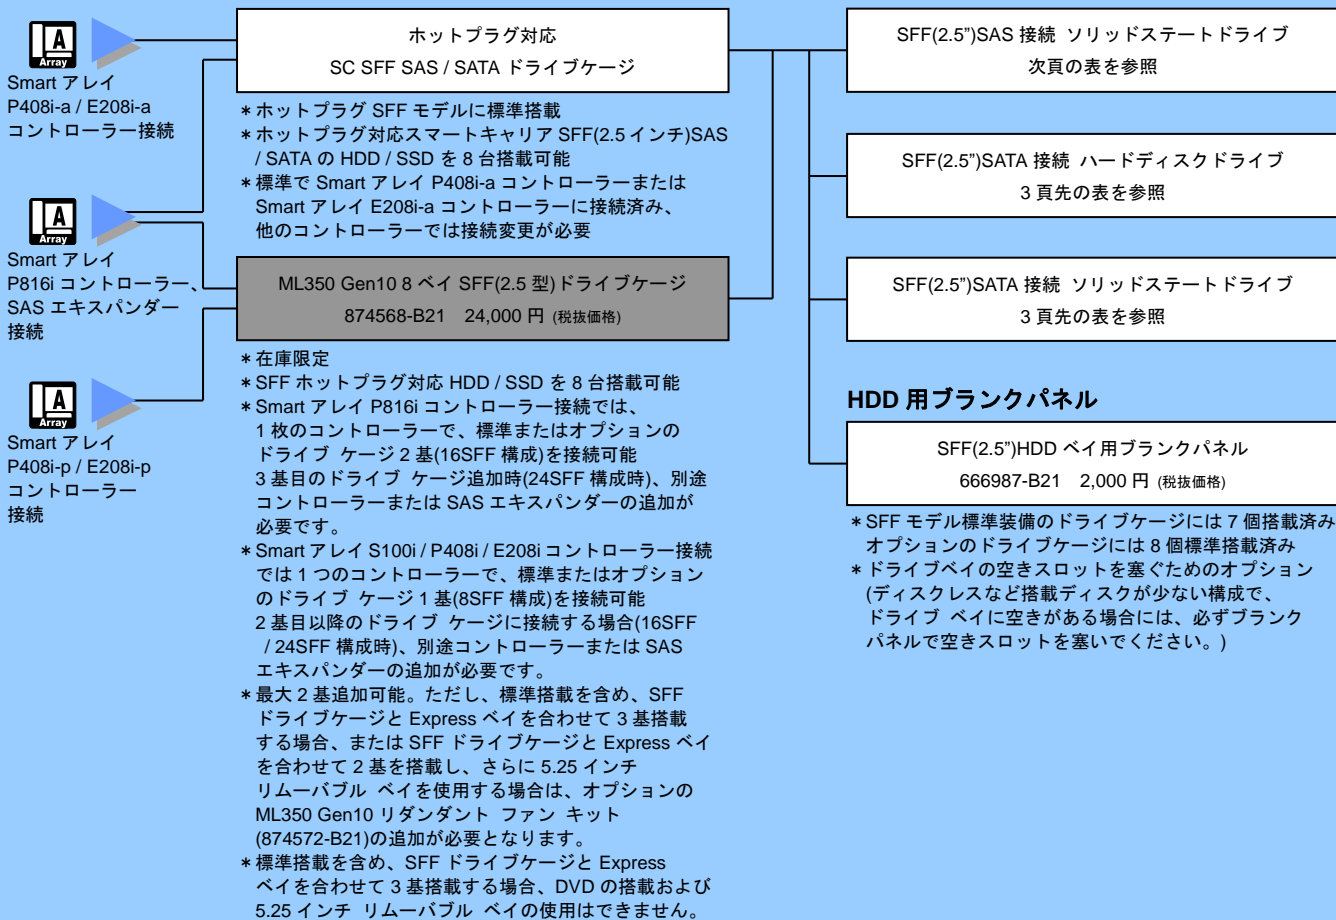 A
Array
Smart アレイ
P408i-a / E208i-a
コントローラー接続
A
Array
Smart アレイ
P816i コントローラー、
SAS エキスパンダー
接続
A
Array
Smart アレイ
P408i-p / E208i-p
コントローラー
接続
ホットプラグ対応
SC SFF SAS / SATA ドライブケージ
＊ホットプラグ SFF モデルに標準搭載
＊ホットプラグ対応スマートキャリア SFF(2.5 インチ)SAS
/ SATA の HDD / SSD を 8 台搭載可能
＊標準で Smart アレイ P408i-a コントローラーまたは
Smart アレイ E208i-a コントローラーに接続済み、
他のコントローラーでは接続変更が必要
ML350 Gen10 8 ベイ SFF(2.5 型)ドライブケージ
874568-B21 24,000 円 (税抜価格)
＊在庫限定
＊SFF ホットプラグ対応 HDD / SSD を 8 台搭載可能
＊Smart アレイ P816i コントローラー接続では、
1 枚のコントローラーで、標準またはオプションの
ドライブ ケージ 2 基(16SFF 構成)を接続可能
3 基目のドライブ ケージ追加時(24SFF 構成時)、別途
コントローラーまたは SAS エキスパンダーの追加が
必要です。
＊Smart アレイ S100i / P408i / E208i コントローラー接続
では 1 つのコントローラーで、標準またはオプション
のドライブ ケージ 1 基(8SFF 構成)を接続可能
2 基目以降のドライブ ケージに接続する場合(16SFF
/ 24SFF 構成時)、別途コントローラーまたは SAS
エキスパンダーの追加が必要です。
＊最大 2 基追加可能。ただし、標準搭載を含め、SFF
ドライブケージと Express ベイを合わせて 3 基搭載
する場合、または SFF ドライブケージと Express ベイ
を合わせて 2 基を搭載し、さらに 5.25 インチ
リムーバブル ベイを使用する場合は、オプションの
ML350 Gen10 リダンダント ファン キット
(874572-B21)の追加が必要となります。
＊標準搭載を含め、SFF ドライブケージと Express
ベイを合わせて 3 基搭載する場合、DVD の搭載および
5.25 インチ リムーバブル ベイの使用はできません。
SFF(2.5”)SAS 接続 ソリッドステートドライブ
次頁の表を参照
SFF(2.5”)SATA 接続 ハードディスクドライブ
3 頁先の表を参照
SFF(2.5”)SATA 接続 ソリッドステートドライブ
3 頁先の表を参照
HDD 用ブランクパネル
SFF(2.5”)HDD ベイ用ブランクパネル
666987-B21 2,000 円 (税抜価格)
＊SFF モデル標準装備のドライブケージには 7 個搭載済み
オプションのドライブケージには 8 個標準搭載済み
＊ドライブベイの空きスロットを塞ぐためのオプション
(ディスクレスなど搭載ディスクが少ない構成で、
ドライブ ベイに空きがある場合には、必ずブランク
パネルで空きスロットを塞いでください。)